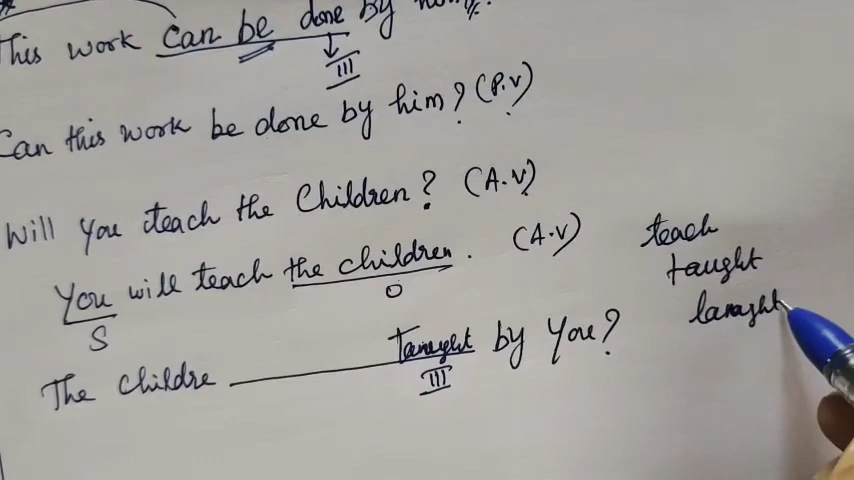 This work can be done by
III
Can this work be done by him? (P.V)
Will you teach the Children? (A.V)
You will teach the children. (A.V)
S
O
The childre taught by You?
III
teach
taught